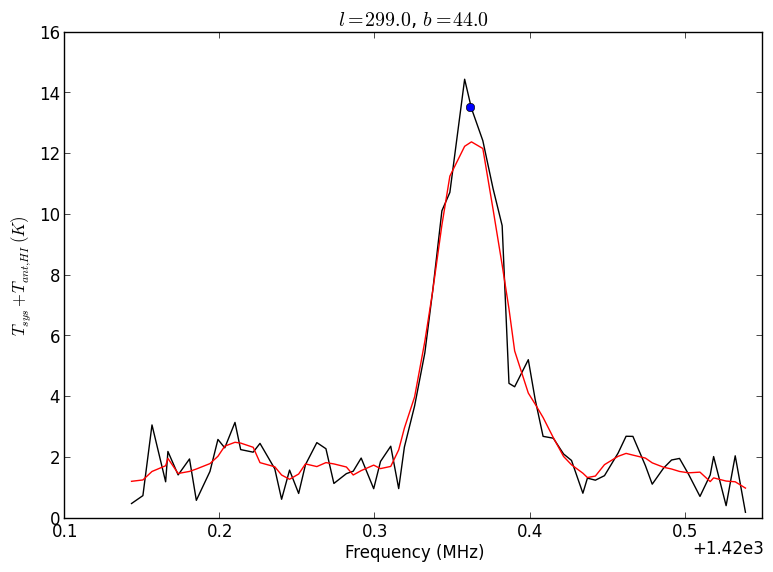 l = 299.0, b = 44.0
16
14
12
10
8
6
4
2
0
T_sys + T_ant,HI (K)
0.1 0.2 0.3 0.4 0.5
Frequency (MHz)
+1.42e3